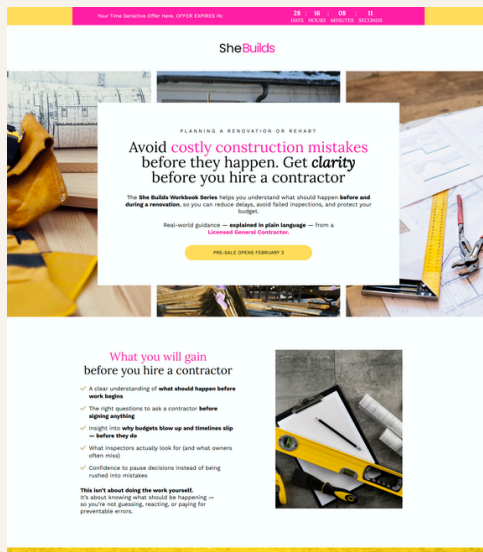 Your Time Sensitive Offer Here. OFFER EXPIRES IN:
28 : 16 : 08 : 11
DAYS HOURS MINUTES SECONDS
SheBuilds
PLANNING A RENOVATION OR REHAB?
Avoid costly construction mistakes
before they happen. Get clarity
before you hire a contractor
The She Builds Workbook Series helps you understand what should happen before and
during a renovation, so you can reduce delays, avoid failed inspections, and protect your
budget.
Real-world guidance — explained in plain language — from a
Licensed General Contractor.
PRE-SALE OPENS FEBRUARY 2
What you will gain
before you hire a contractor
A clear understanding of what should happen before
work begins
The right questions to ask a contractor before
signing anything
Insight into why budgets blow up and timelines slip
— before they do
What inspectors actually look for (and what owners
often miss)
Confidence to pause decisions instead of being
rushed into mistakes
This isn't about doing the work yourself.
It's about knowing what should be happening —
so you're not guessing, reacting, or paying for
preventable errors.